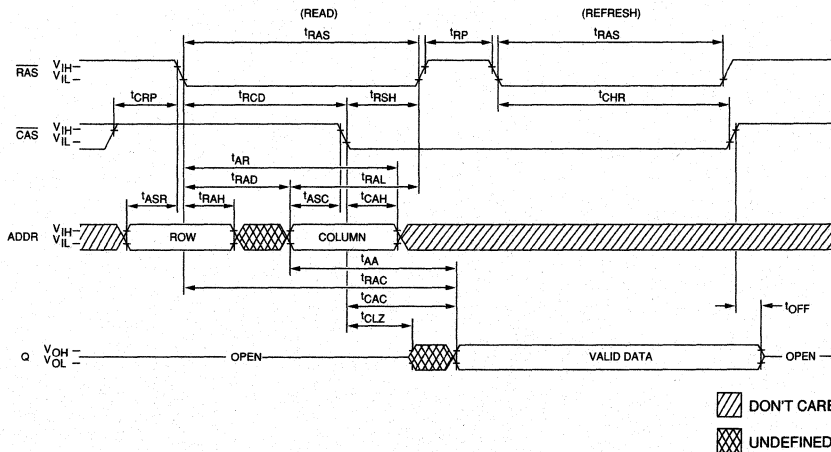 (READ) (REFRESH)
tRAS tRP tRAS
RAS VIH
VIL
tCRP tRCD tRSH tCHR
CAS VIH
VIL
tAR
tRAD tRAL
tASR tRAH tASC tCAH
ADDR VIH
VIL
ROW COLUMN
tAA
tRAC
tCAC
tCLZ
tOFF
Q VOH
VOL
OPEN VALID DATA OPEN
DON'T CARE
UNDEFINED